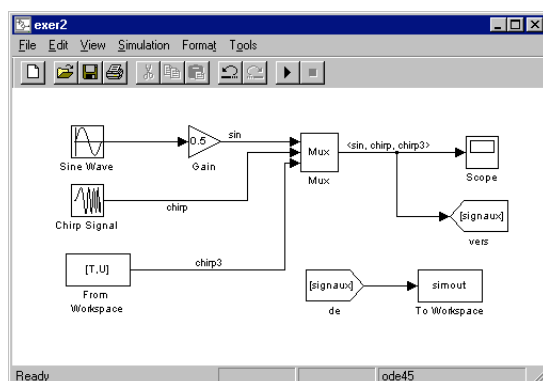 exer2
File Edit View Simulation Format Tools
0.5
sin
Mux
<sin, chirp, chirp3>
Sine Wave
Gain
Mux
Scope
chirp
Chirp Signal
[signaux]
vers
[T,U]
chirp3
From
Workspace
[signaux]
simout
de
To Workspace
Ready
ode45